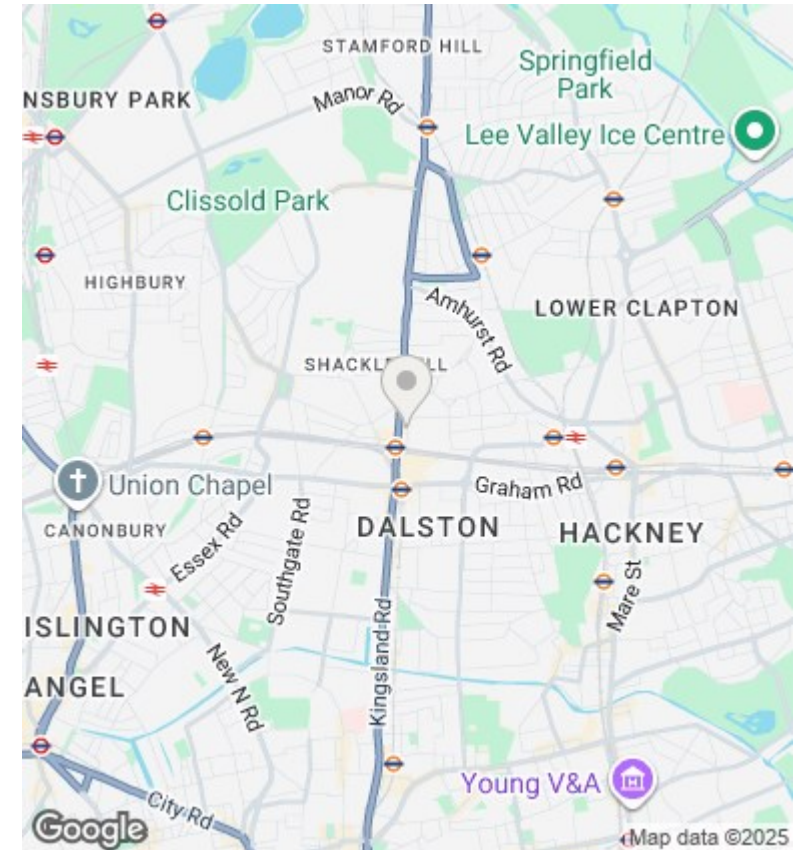 STAMFORD HILL
Springfield
Park
NSBURY PARK
Manor Rd
Lee Valley Ice Centre
Clissold Park
HIGHBURY
Amhurst Rd
LOWER CLAPTON
SHACKLE
LL
Union Chapel
Graham Rd
CANONBURY
Essex Rd
Southgate Rd
DALSTON
HACKNEY
Mare St
ISLINGTON
New N Rd
Kingsland Rd
ANGEL
Young V&A
City Rd
Google
Map data ©2025